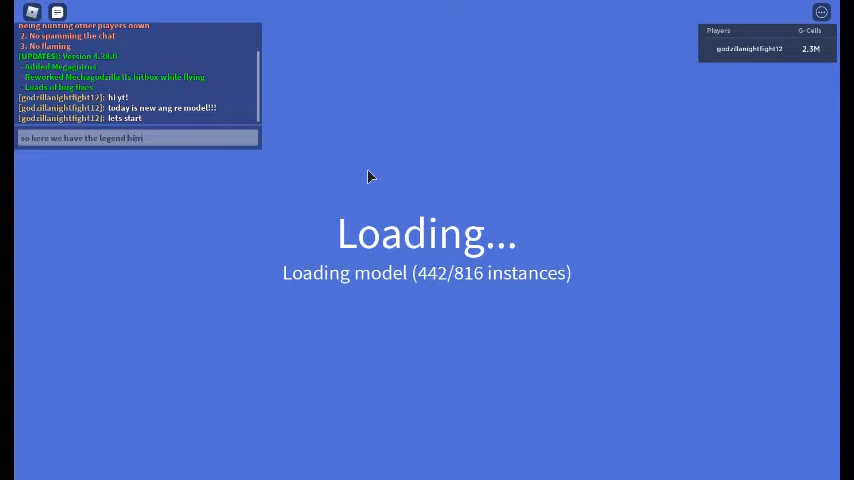 being hunting other players down
2. No spamming the chat
3. No flaming
[UPDATES]: Version 4.38.0
- Added Megaguirus
- Reworked Mechagodzilla IIs hitbox while flying
- Loads of bug fixes
[godzillanightfight12]: hi yt!
[godzillanightfight12]: today is new ang re model!!!
[godzillanightfight12]: lets start
so here we have the legend him
Players G-Cells
godzillanightfight12 2.3M
Loading...
Loading model (442/816 instances)